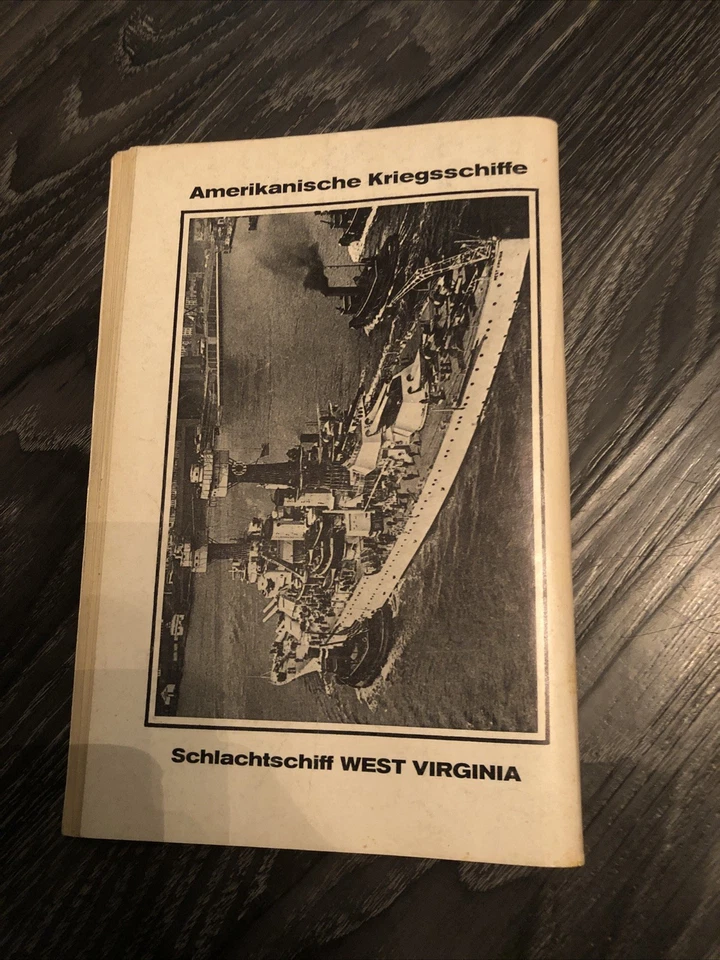 Amerikanische Kriegsschiffe
Schlachtschiff WEST VIRGINIA